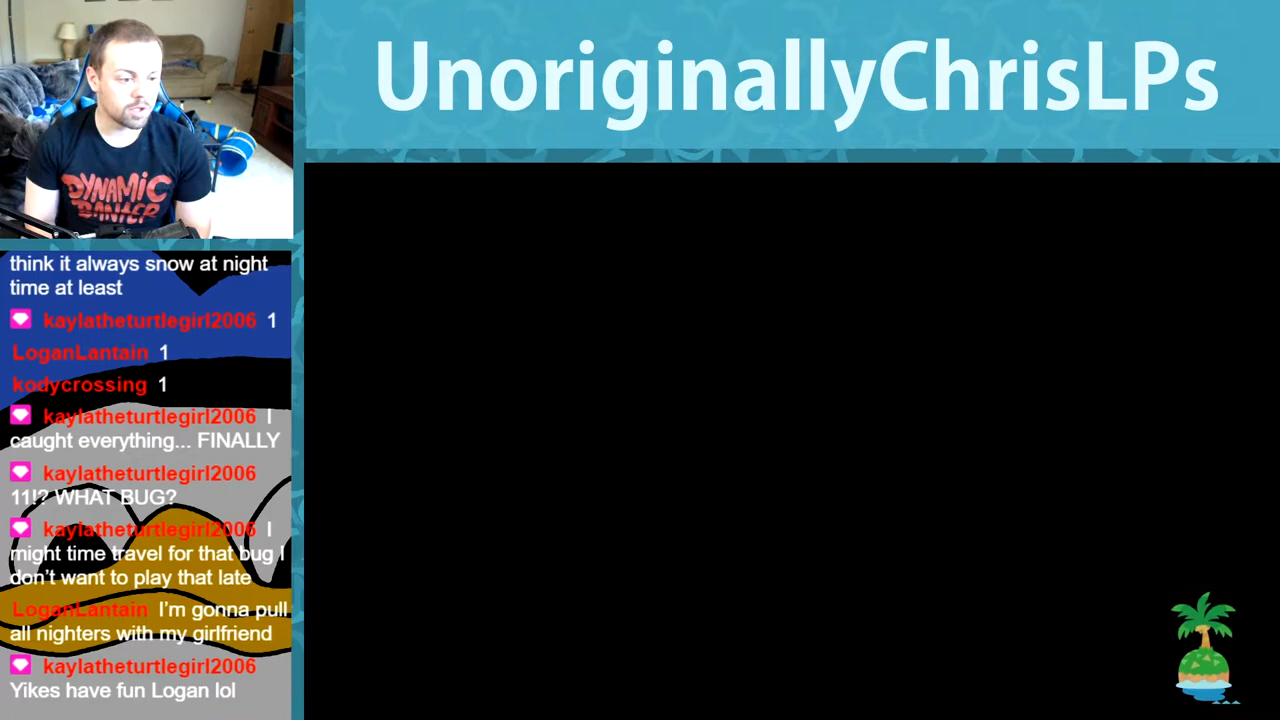 UnoriginallyChrisLPs
DYNAMIC
BANTER
think it always snow at night
time at least
kaylatheturtlegirl2006 1
LoganLantain 1
kodycrossing 1
kaylatheturtlegirl2006 I
caught everything... FINALLY
kaylatheturtlegirl2006
11!? WHAT BUG?
kaylatheturtlegirl2006 I
might time travel for that bug I
don't want to play that late
LoganLantain I'm gonna pull
all nighters with my girlfriend
kaylatheturtlegirl2006
Yikes have fun Logan lol